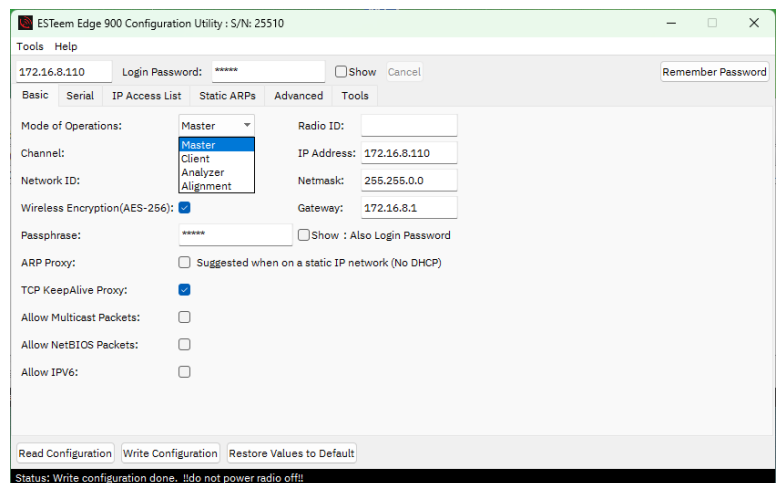 ESTeem Edge 900 Configuration Utility : S/N: 25510
Tools Help
172.16.8.110 Login Password: ***** Show Cancel Remember Password
Basic Serial IP Access List Static ARPs Advanced Tools
Mode of Operations: Master Radio ID:
Master
Channel: IP Address: 172.16.8.110
Client
Analyzer
Network ID: Netmask: 255.255.0.0
Alignment
Wireless Encryption(AES-256): Gateway: 172.16.8.1
Passphrase: ***** Show : Also Login Password
ARP Proxy: Suggested when on a static IP network (No DHCP)
TCP KeepAlive Proxy:
Allow Multicast Packets:
Allow NetBIOS Packets:
Allow IPV6:
Read Configuration Write Configuration Restore Values to Default
Status: Write configuration done. !!do not power radio off!!